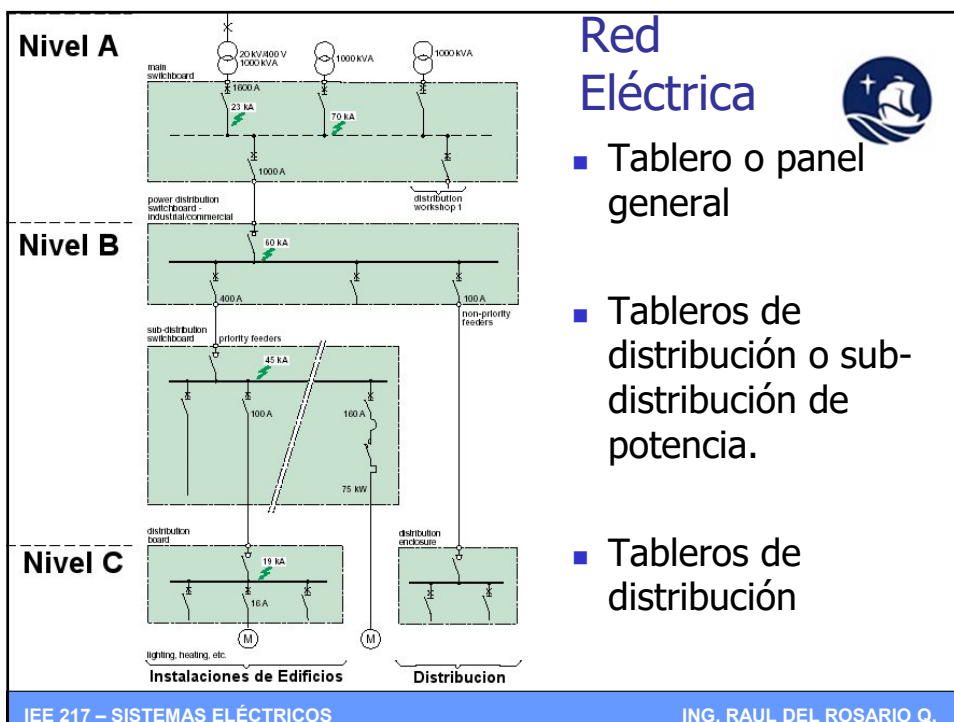 Nivel A
20 kV/400 V
1000 kVA
1000 kVA
1000 kVA
main
switchboard
1600 A
23 kA
70 kA
1000 A
distribution
workshop 1
power distribution
switchboard -
industrial/commercial
Nivel B
60 kA
400 A
100 A
non-priority
feeders
sub-distribution
switchboard
priority feeders
45 kA
100 A
160 A
75 kW
distribution
board
distribution
enclosure
Nivel C
19 kA
16 A
M
M
lighting, heating, etc.
Instalaciones de Edificios
Distribucion
Red
Eléctrica
Tablero o panel
general
Tableros de
distribución o sub-
distribución de
potencia.
Tableros de
distribución
IEE 217 – SISTEMAS ELÉCTRICOS
ING. RAUL DEL ROSARIO Q.